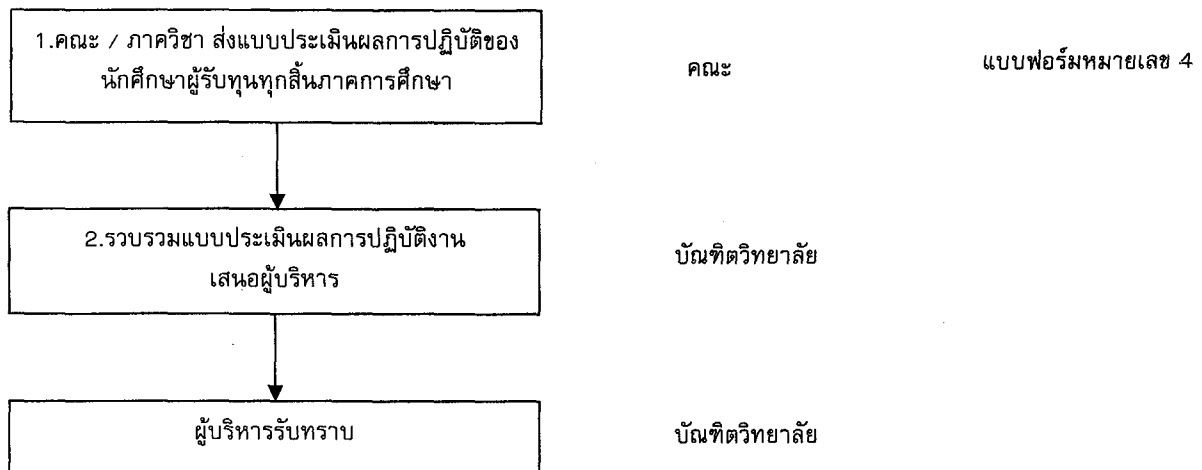 1.คณะ / ภาควิชา ส่งแบบประเมินผลการปฏิบัติของ
นักศึกษาผู้รับทุนทุกสิ้นภาคการศึกษา
คณะ
แบบฟอร์มหมายเลข 4
2.รวบรวมแบบประเมินผลการปฏิบัติงาน
เสนอผู้บริหาร
บัณฑิตวิทยาลัย
ผู้บริหารรับทราบ
บัณฑิตวิทยาลัย